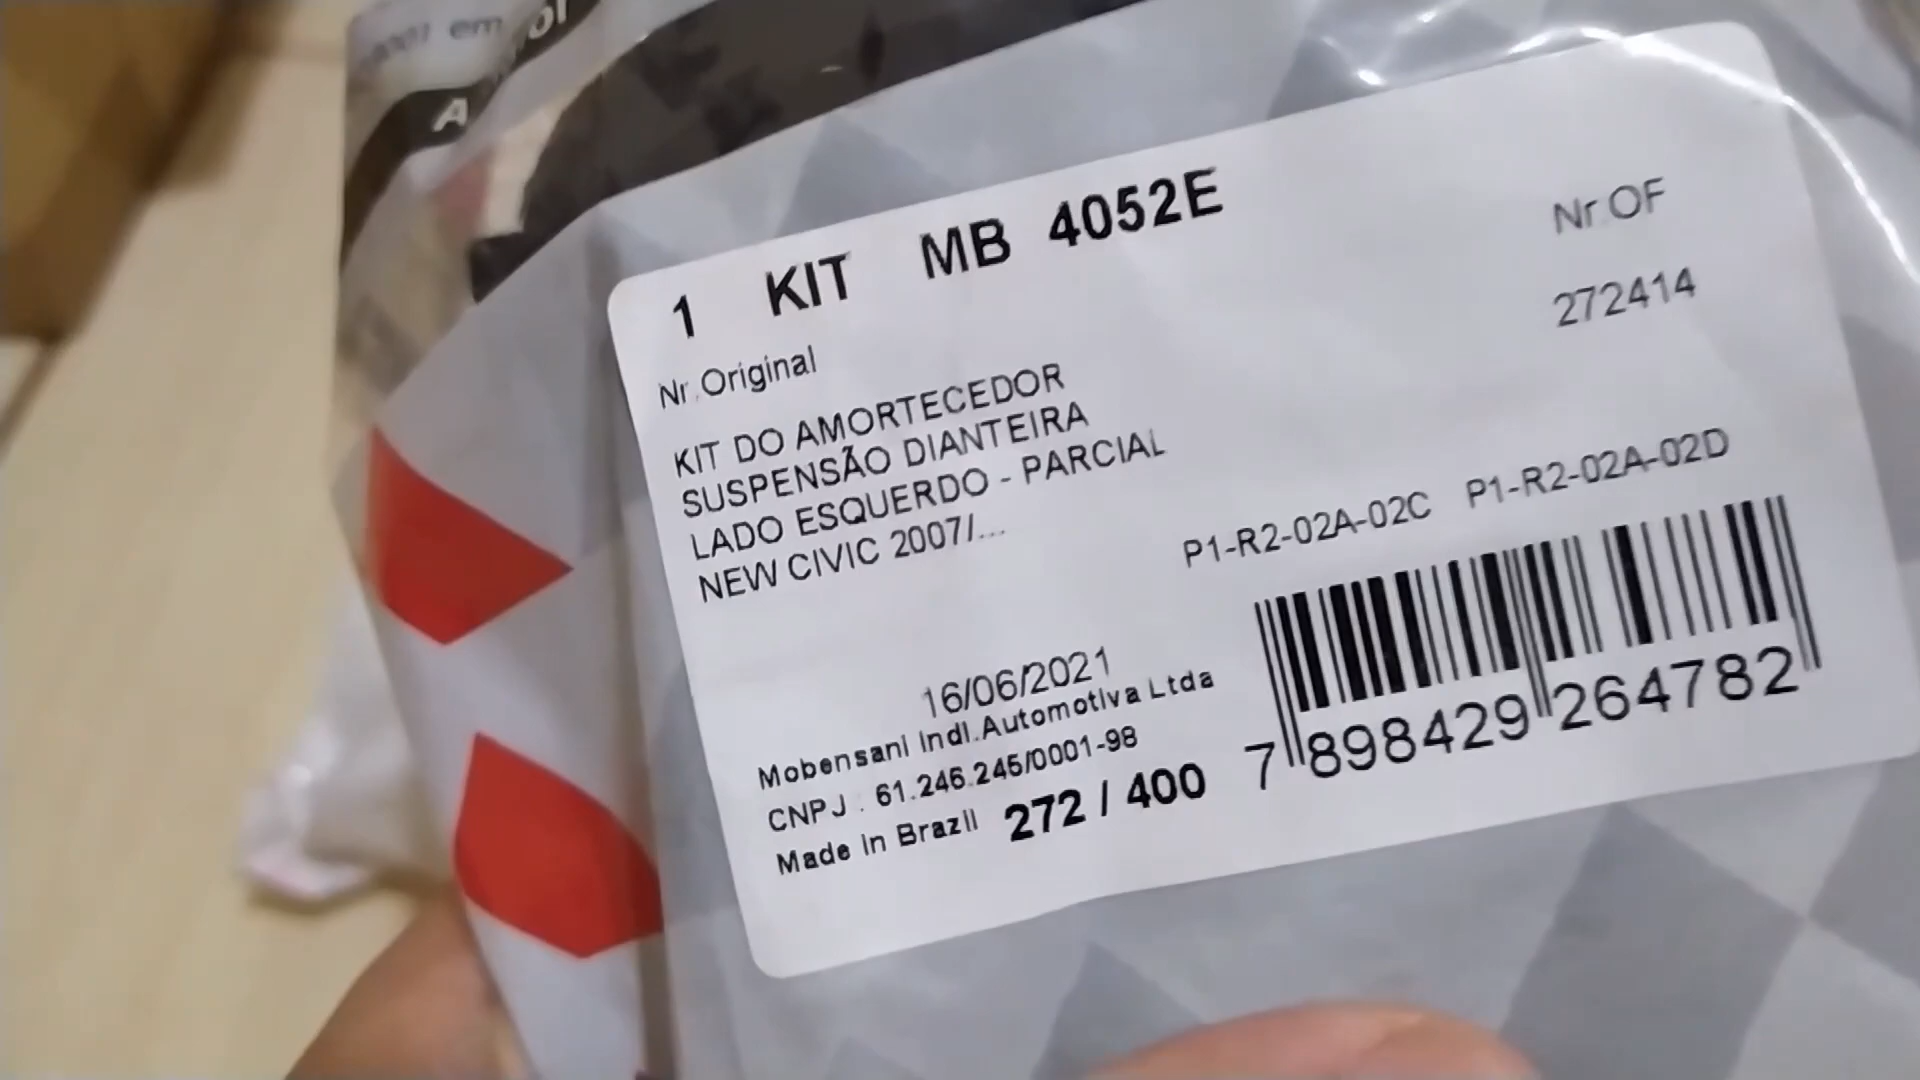 em
A
1 KIT MB 4052E
Nr.Original
Nr.OF
272414
KIT DO AMORTECEDOR
SUSPENSÃO DIANTEIRA
LADO ESQUERDO - PARCIAL
NEW CIVIC 2007/...
P1-R2-02A-02C P1-R2-02A-02D
16/06/2021
Mobensani Indl.Automotiva Ltda
CNPJ . 61.246.245/0001-98
Made in Brazil 272 / 400
7 898429 264782